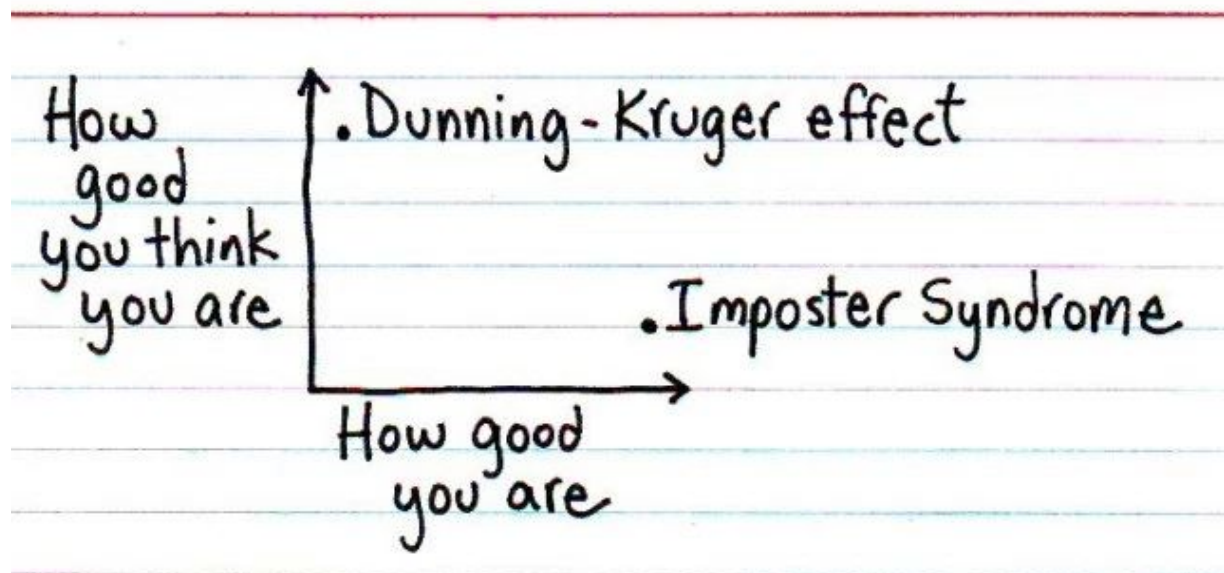 How
good
you think
you are
. Dunning-Kruger effect
. Imposter Syndrome
How good
you are